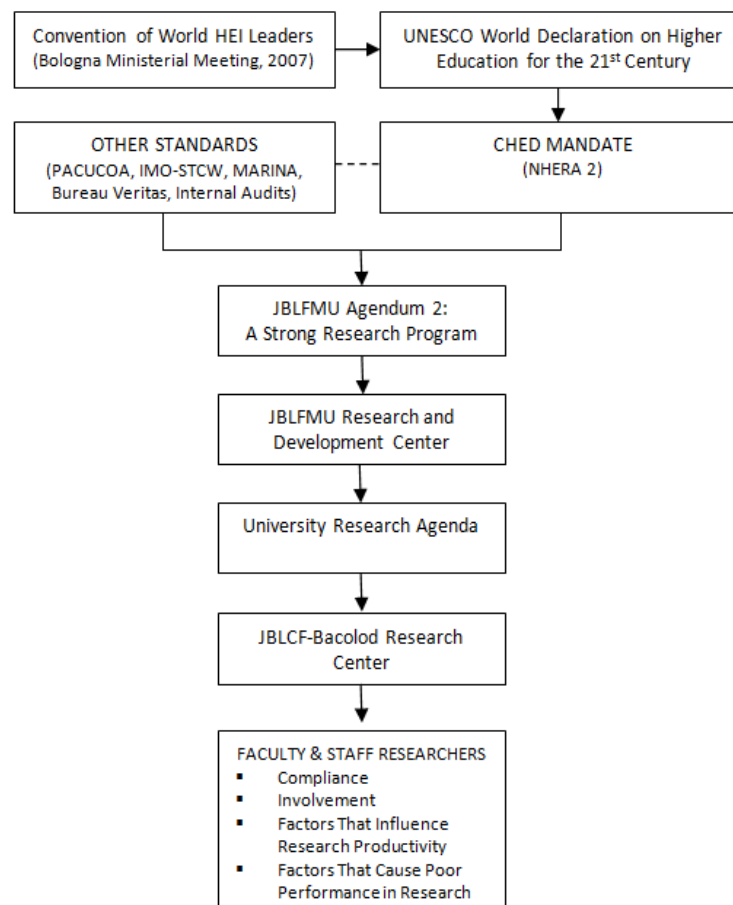 Convention of World HEI Leaders
(Bologna Ministerial Meeting, 2007)
UNESCO World Declaration on Higher
Education for the 21st Century
OTHER STANDARDS
(PACUCOA, IMO-STCW, MARINA,
Bureau Veritas, Internal Audits)
CHED MANDATE
(NHERA 2)
JBLFMU Agendum 2:
A Strong Research Program
JBLFMU Research and
Development Center
University Research Agenda
JBLCF-Bacolod Research
Center
FACULTY & STAFF RESEARCHERS
▪ Compliance
▪ Involvement
▪ Factors That Influence
Research Productivity
▪ Factors That Cause Poor
Performance in Research